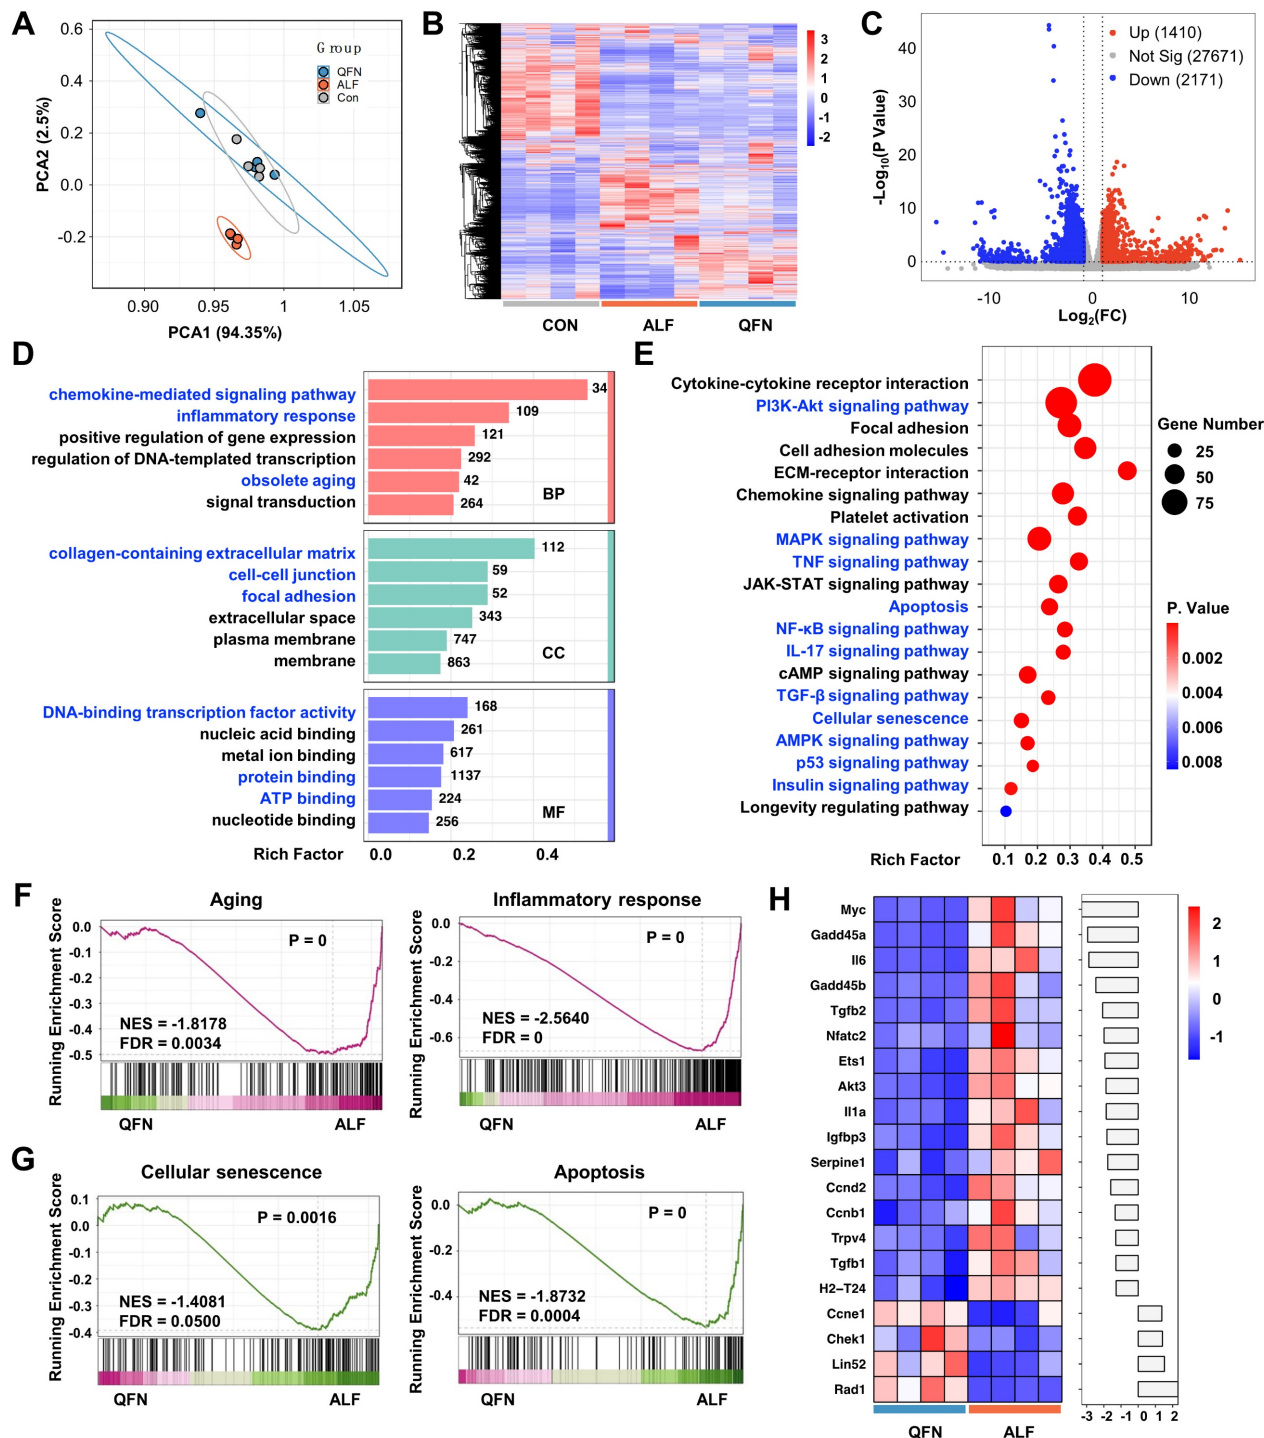 A
0.6
0.4
0.2
0.0
-0.2
PCA2 (2.5%)
Group
QFN
ALF
Con
0.90
0.95
1
1.05
PCA1 (94.35%)
B
3
2
1
0
-1
-2
CON
ALF
QFN
C
Up (1410)
Not Sig (27671)
Down (2171)
40
30
20
10
0
-Log10(P Value)
-10
0
10
Log2(FC)
D
chemokine-mediated signaling pathway
34
inflammatory response
109
positive regulation of gene expression
121
regulation of DNA-templated transcription
292
obsolete aging
42
signal transduction
264
BP
collagen-containing extracellular matrix
112
cell-cell junction
59
focal adhesion
52
extracellular space
343
plasma membrane
747
membrane
863
CC
DNA-binding transcription factor activity
168
nucleic acid binding
261
metal ion binding
617
protein binding
1137
ATP binding
224
nucleotide binding
256
MF
Rich Factor
0.0
0.2
0.4
E
Cytokine-cytokine receptor interaction
PI3K-Akt signaling pathway
Focal adhesion
Cell adhesion molecules
ECM-receptor interaction
Chemokine signaling pathway
Platelet activation
MAPK signaling pathway
TNF signaling pathway
JAK-STAT signaling pathway
Apoptosis
NF-κB signaling pathway
IL-17 signaling pathway
cAMP signaling pathway
TGF-β signaling pathway
Cellular senescence
AMPK signaling pathway
p53 signaling pathway
Insulin signaling pathway
Longevity regulating pathway
Rich Factor
0.1
0.2
0.3
0.4
0.5
Gene Number
25
50
75
P. Value
0.002
0.004
0.006
0.008
F
Aging
Running Enrichment Score
0.0
-0.1
-0.2
-0.3
-0.4
-0.5
P = 0
NES = -1.8178
FDR = 0.0034
QFN
ALF
Inflammatory response
Running Enrichment Score
0.0
-0.2
-0.4
-0.6
P = 0
NES = -2.5640
FDR = 0
QFN
ALF
G
Cellular senescence
Running Enrichment Score
0.1
0.0
-0.1
-0.2
-0.3
-0.4
P = 0.0016
NES = -1.4081
FDR = 0.0500
QFN
ALF
Apoptosis
Running Enrichment Score
0.0
-0.2
-0.4
P = 0
NES = -1.8732
FDR = 0.0004
QFN
ALF
H
Myc
Gadd45a
Il6
Gadd45b
Tgfb2
Nfatc2
Ets1
Akt3
Il1a
Igfbp3
Serpine1
Ccnd2
Ccnb1
Trpv4
Tgfb1
H2−T24
Ccne1
Chek1
Lin52
Rad1
QFN
ALF
-3
-2
-1
0
1
2
2
1
0
-1